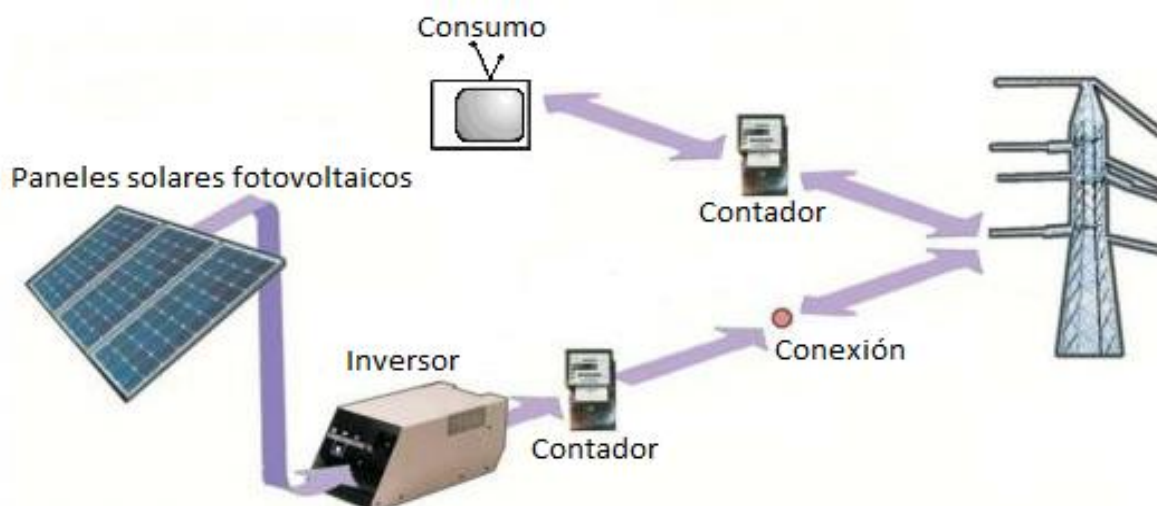 Consumo
Paneles solares fotovoltaicos
Contador
Inversor
Conexión
Contador